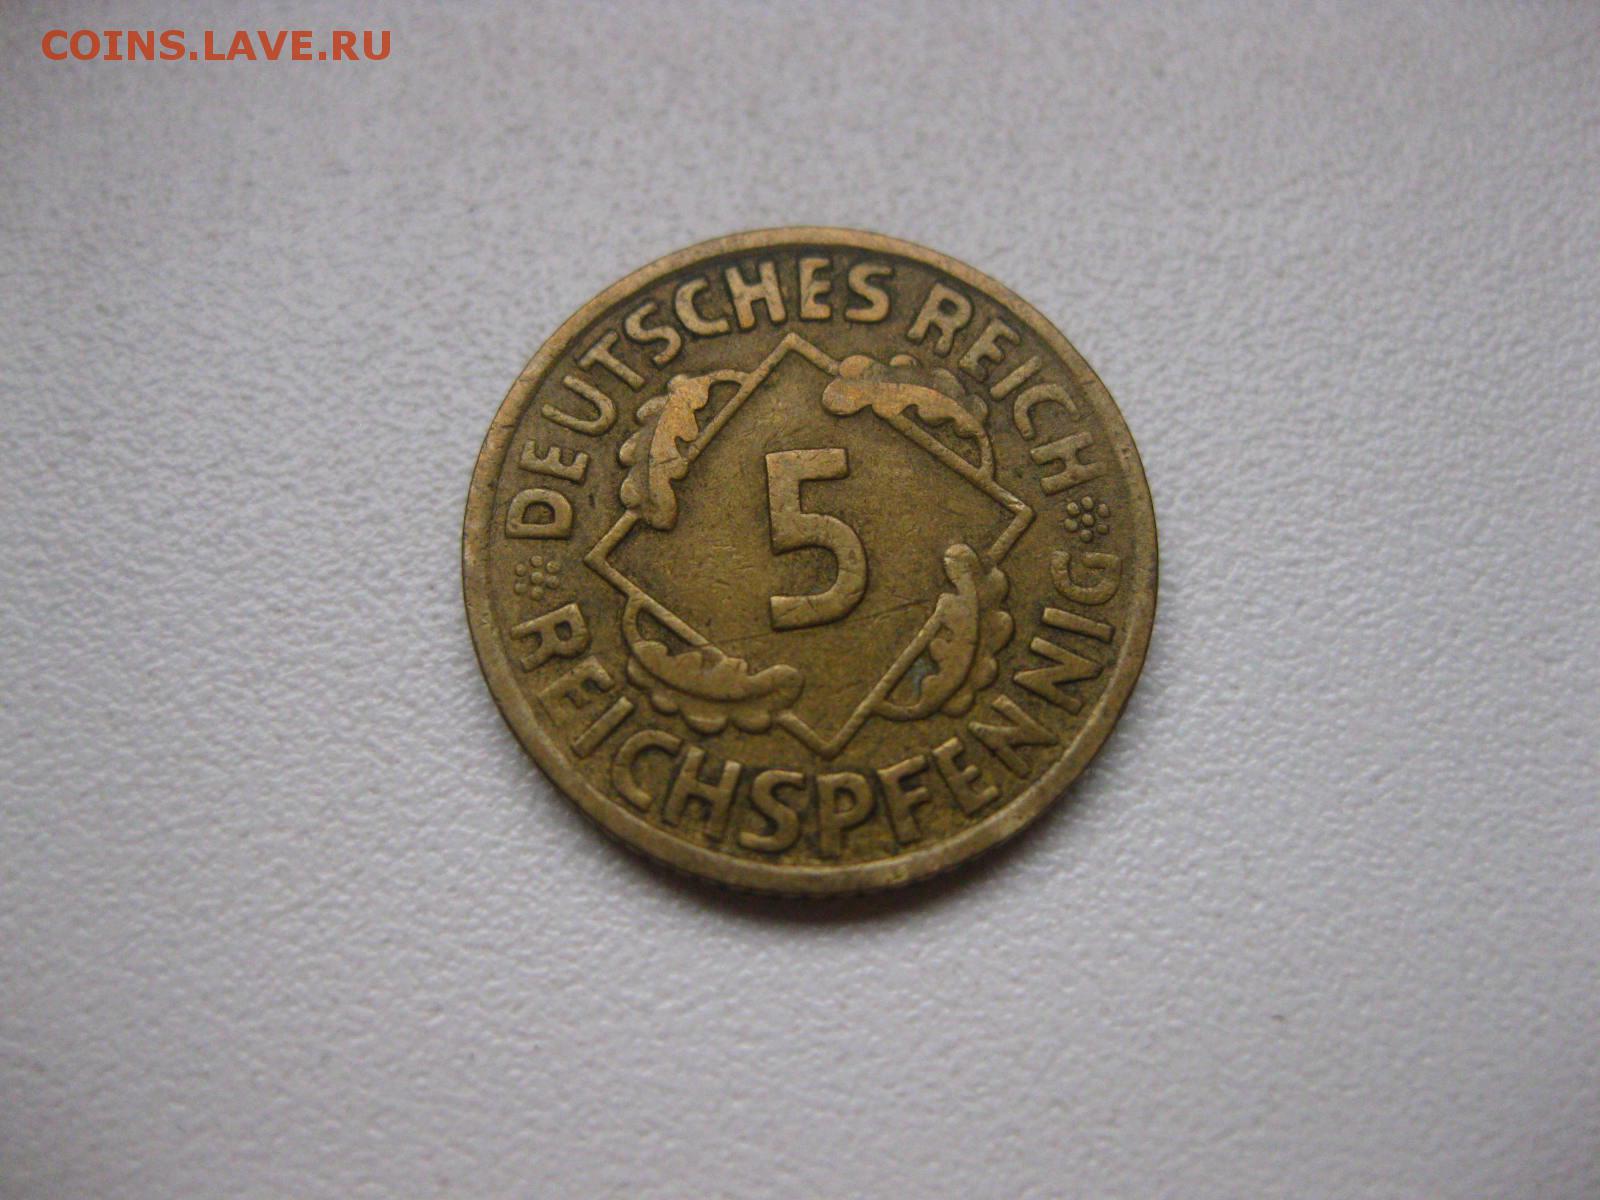 COINS.LAVE.RU
DEUTSCHES REICH
5
REICHSPFENNIG